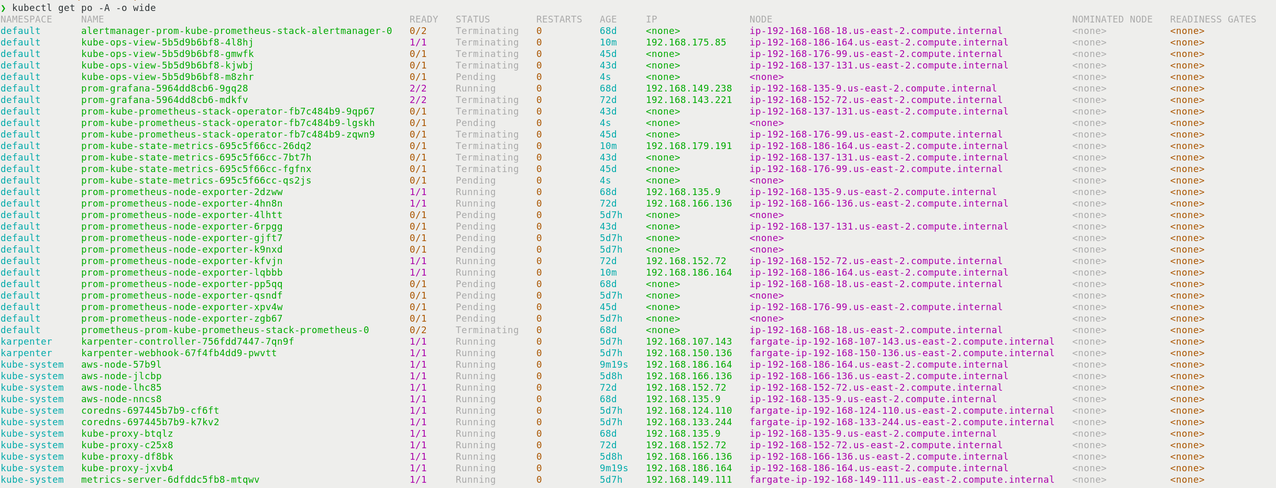 ❯ kubectl get po -A -o wide
NAMESPACE NAME READY STATUS RESTARTS AGE IP NODE NOMINATED NODE READINESS GATES
default alertmanager-prom-kube-prometheus-stack-alertmanager-0 0/2 Terminating 0 68d <none> ip-192-168-168-18.us-east-2.compute.internal <none> <none>
default kube-ops-view-5b5d9b6bf8-4l8hj 1/1 Terminating 0 10m 192.168.175.85 ip-192-168-186-164.us-east-2.compute.internal <none> <none>
default kube-ops-view-5b5d9b6bf8-gmwfk 0/1 Terminating 0 45d <none> ip-192-168-176-99.us-east-2.compute.internal <none> <none>
default kube-ops-view-5b5d9b6bf8-kjwbj 0/1 Terminating 0 43d <none> ip-192-168-137-131.us-east-2.compute.internal <none> <none>
default kube-ops-view-5b5d9b6bf8-m8zhr 0/1 Pending 0 4s <none> <none> <none> <none>
default prom-grafana-5964dd8cb6-9gq28 2/2 Running 0 68d 192.168.149.238 ip-192-168-135-9.us-east-2.compute.internal <none> <none>
default prom-grafana-5964dd8cb6-mdkfv 2/2 Terminating 0 72d 192.168.143.221 ip-192-168-152-72.us-east-2.compute.internal <none> <none>
default prom-kube-prometheus-stack-operator-fb7c484b9-9qp67 0/1 Terminating 0 43d <none> ip-192-168-137-131.us-east-2.compute.internal <none> <none>
default prom-kube-prometheus-stack-operator-fb7c484b9-lgskh 0/1 Pending 0 4s <none> <none> <none> <none>
default prom-kube-prometheus-stack-operator-fb7c484b9-zqwn9 0/1 Terminating 0 45d <none> ip-192-168-176-99.us-east-2.compute.internal <none> <none>
default prom-kube-state-metrics-695c5f66cc-26dq2 0/1 Terminating 0 10m 192.168.179.191 ip-192-168-186-164.us-east-2.compute.internal <none> <none>
default prom-kube-state-metrics-695c5f66cc-7bt7h 0/1 Terminating 0 43d <none> ip-192-168-137-131.us-east-2.compute.internal <none> <none>
default prom-kube-state-metrics-695c5f66cc-fgfnx 0/1 Terminating 0 45d <none> ip-192-168-176-99.us-east-2.compute.internal <none> <none>
default prom-kube-state-metrics-695c5f66cc-qs2js 0/1 Pending 0 4s <none> <none> <none> <none>
default prom-prometheus-node-exporter-2dzww 1/1 Running 0 68d 192.168.135.9 ip-192-168-135-9.us-east-2.compute.internal <none> <none>
default prom-prometheus-node-exporter-4hn8n 1/1 Running 0 72d 192.168.166.136 ip-192-168-166-136.us-east-2.compute.internal <none> <none>
default prom-prometheus-node-exporter-4lhtt 0/1 Pending 0 5d7h <none> <none> <none> <none>
default prom-prometheus-node-exporter-6rpgg 0/1 Pending 0 43d <none> ip-192-168-137-131.us-east-2.compute.internal <none> <none>
default prom-prometheus-node-exporter-gjft7 0/1 Pending 0 5d7h <none> <none> <none> <none>
default prom-prometheus-node-exporter-k9nxd 0/1 Pending 0 5d7h <none> <none> <none> <none>
default prom-prometheus-node-exporter-kfvjn 1/1 Running 0 72d 192.168.152.72 ip-192-168-152-72.us-east-2.compute.internal <none> <none>
default prom-prometheus-node-exporter-lqbbb 1/1 Running 0 10m 192.168.186.164 ip-192-168-186-164.us-east-2.compute.internal <none> <none>
default prom-prometheus-node-exporter-pp5qq 0/1 Pending 0 68d <none> ip-192-168-168-18.us-east-2.compute.internal <none> <none>
default prom-prometheus-node-exporter-qsndf 0/1 Pending 0 5d7h <none> <none> <none> <none>
default prom-prometheus-node-exporter-xpv4w 0/1 Pending 0 45d <none> ip-192-168-176-99.us-east-2.compute.internal <none> <none>
default prom-prometheus-node-exporter-zgb67 0/1 Pending 0 5d7h <none> <none> <none> <none>
default prometheus-prom-kube-prometheus-stack-prometheus-0 0/2 Terminating 0 68d <none> ip-192-168-168-18.us-east-2.compute.internal <none> <none>
karpenter karpenter-controller-756fdd7447-7qn9f 1/1 Running 0 5d7h 192.168.107.143 fargate-ip-192-168-107-143.us-east-2.compute.internal <none> <none>
karpenter karpenter-webhook-67f4fb4dd9-pwvtt 1/1 Running 0 5d7h 192.168.150.136 fargate-ip-192-168-150-136.us-east-2.compute.internal <none> <none>
kube-system aws-node-57b9l 1/1 Running 0 9m19s 192.168.186.164 ip-192-168-186-164.us-east-2.compute.internal <none> <none>
kube-system aws-node-jlcbp 1/1 Running 0 5d8h 192.168.166.136 ip-192-168-166-136.us-east-2.compute.internal <none> <none>
kube-system aws-node-lhc85 1/1 Running 0 72d 192.168.152.72 ip-192-168-152-72.us-east-2.compute.internal <none> <none>
kube-system aws-node-nncs8 1/1 Running 0 68d 192.168.135.9 ip-192-168-135-9.us-east-2.compute.internal <none> <none>
kube-system coredns-697445b7b9-cf6ft 1/1 Running 0 5d7h 192.168.124.110 fargate-ip-192-168-124-110.us-east-2.compute.internal <none> <none>
kube-system coredns-697445b7b9-k7kv2 1/1 Running 0 5d7h 192.168.133.244 fargate-ip-192-168-133-244.us-east-2.compute.internal <none> <none>
kube-system kube-proxy-btqlz 1/1 Running 0 68d 192.168.135.9 ip-192-168-135-9.us-east-2.compute.internal <none> <none>
kube-system kube-proxy-c25x8 1/1 Running 0 72d 192.168.152.72 ip-192-168-152-72.us-east-2.compute.internal <none> <none>
kube-system kube-proxy-df8bk 1/1 Running 0 5d8h 192.168.166.136 ip-192-168-166-136.us-east-2.compute.internal <none> <none>
kube-system kube-proxy-jxvb4 1/1 Running 0 9m19s 192.168.186.164 ip-192-168-186-164.us-east-2.compute.internal <none> <none>
kube-system metrics-server-6dfddc5fb8-mtqwv 1/1 Running 0 5d7h 192.168.149.111 fargate-ip-192-168-149-111.us-east-2.compute.internal <none> <none>